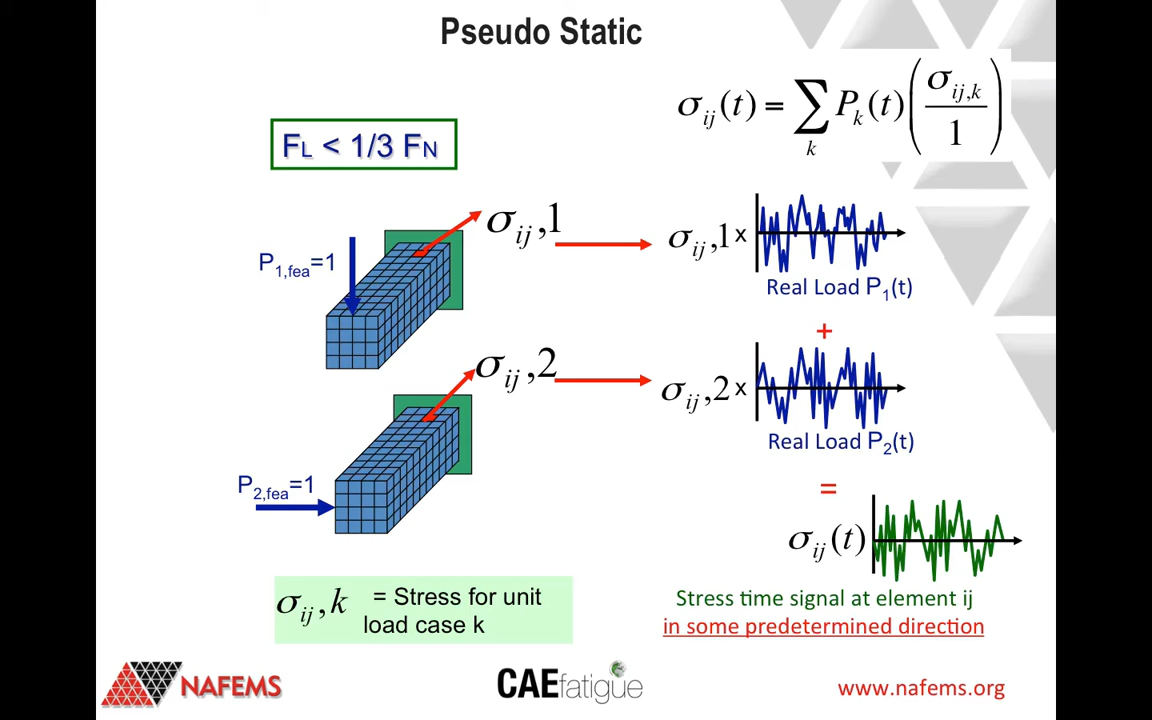 Pseudo Static
σij(t) = ∑k Pk(t) (σij,k / 1)
FL < 1/3 FN
σij,1
P1,fea=1
σij,1 x
Real Load P1(t)
+
σij,2
σij,2 x
Real Load P2(t)
P2,fea=1
=
σij(t)
σij,k = Stress for unit
load case k
Stress time signal at element ij
in some predetermined direction
NAFEMS
CAEfatigue
www.nafems.org